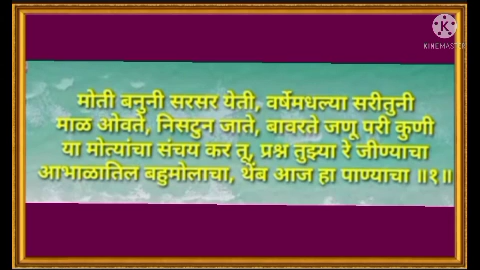 KINEMASTER
मोती बनुनी सरसर येती, वर्षेमधल्या सरीतुनी
माळ ओवते, निसटुन जाते, बावरते जणू परी कुणी
या मोत्यांचा संचय कर तू, प्रश्न तुझ्या रे जीण्याचा
आभाळातिल बहुमोलाचा, थेंब आज हा पाण्याचा ॥१॥